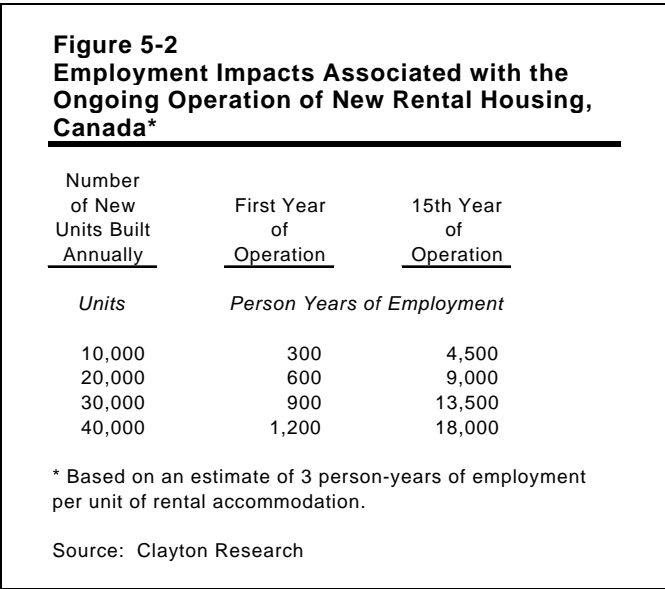 Figure 5-2
Employment Impacts Associated with the
Ongoing Operation of New Rental Housing,
Canada*
Number
of New First Year 15th Year
Units Built of of
Annually Operation Operation
Units Person Years of Employment
10,000 300 4,500
20,000 600 9,000
30,000 900 13,500
40,000 1,200 18,000
* Based on an estimate of 3 person-years of employment
per unit of rental accommodation.
Source: Clayton Research